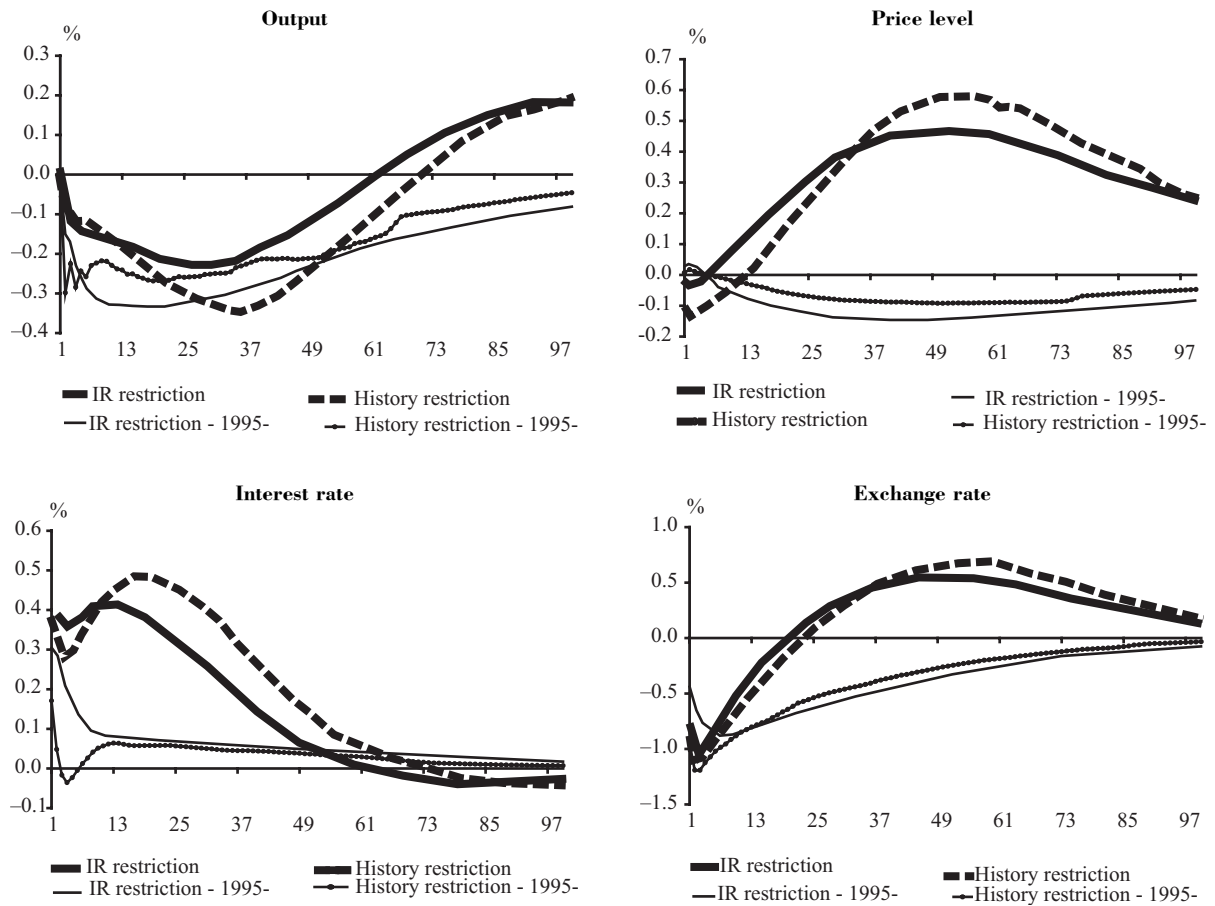 Output
%
0.3
0.2
0.1
0.0
–0.1
–0.2
–0.3
–0.4
1 13 25 37 49 61 73 85 97
IR restriction
History restriction
IR restriction - 1995-
History restriction - 1995-
Price level
%
0.7
0.6
0.5
0.4
0.3
0.2
0.1
0.0
-0.1
-0.2
1 13 25 37 49 61 73 85 97
IR restriction
IR restriction - 1995-
History restriction
History restriction - 1995-
Interest rate
%
0.6
0.5
0.4
0.3
0.2
0.1
0.0
–0.1
1 13 25 37 49 61 73 85 97
IR restriction
History restriction
IR restriction - 1995-
History restriction - 1995-
Exchange rate
%
1.0
0.5
0.0
–0.5
–1.0
–1.5
1 13 25 37 49 61 73 85 97
IR restriction
History restriction
IR restriction - 1995-
History restriction - 1995-